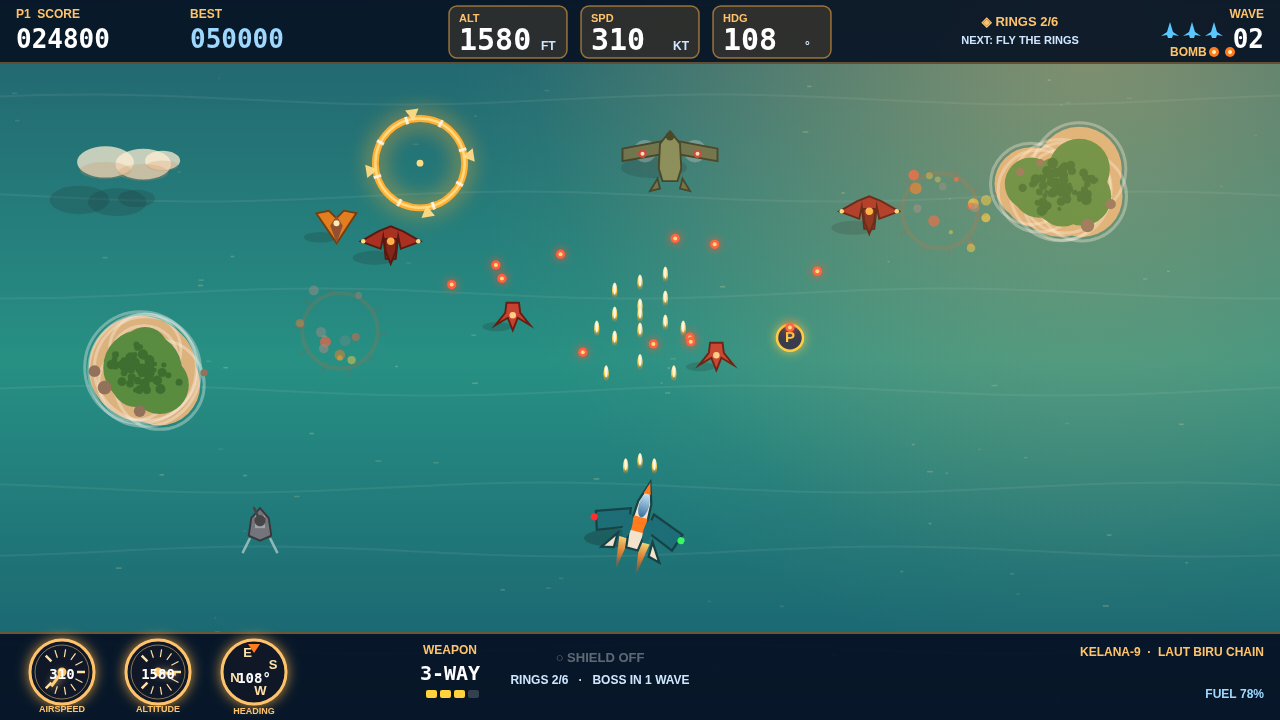 P1 SCORE
024800
BEST
050000
ALT
1580 FT
SPD
310 KT
HDG
108 °
◈ RINGS 2/6
NEXT: FLY THE RINGS
WAVE
02
BOMB
P
310
AIRSPEED
1580
ALTITUDE
E
S
N
W
108°
HEADING
WEAPON
3-WAY
○ SHIELD OFF
RINGS 2/6 · BOSS IN 1 WAVE
KELANA-9 · LAUT BIRU CHAIN
FUEL 78%